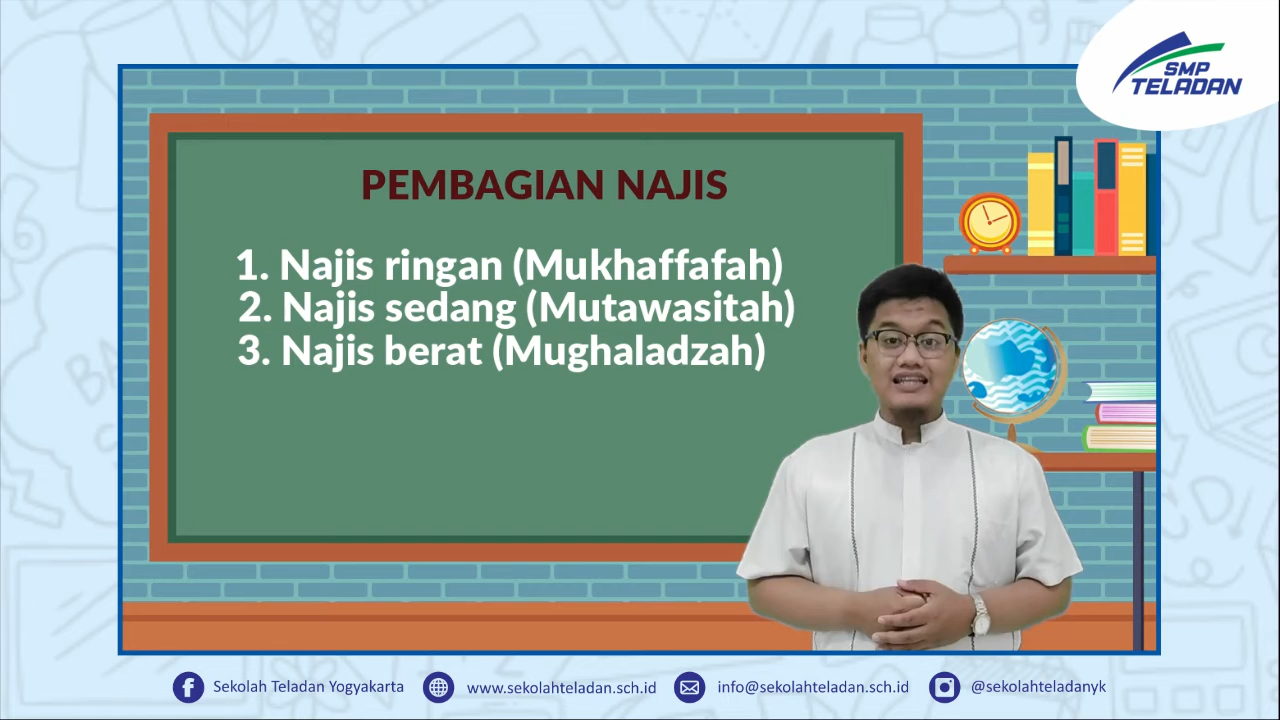 SMP
TELADAN
PEMBAGIAN NAJIS
1. Najis ringan (Mukhaffafah)
2. Najis sedang (Mutawasitah)
3. Najis berat (Mughaladzah)
Sekolah Teladan Yogyakarta
www.sekolahteladan.sch.id
info@sekolahteladan.sch.id
@sekolahteladanyk